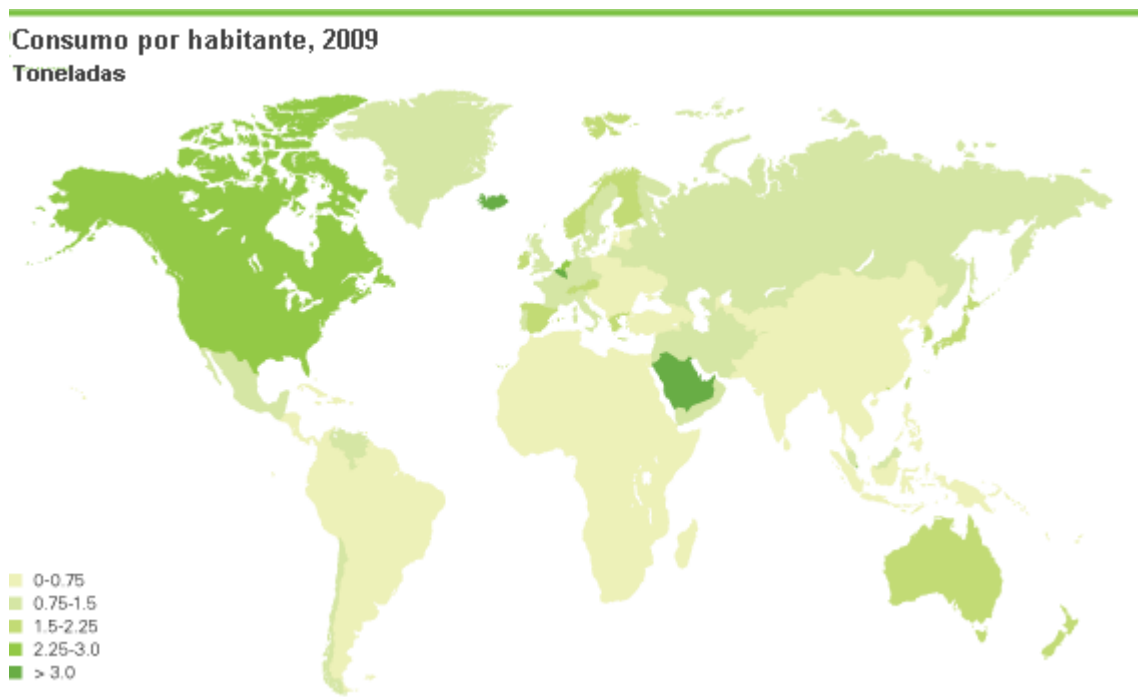 Consumo por habitante, 2009
Toneladas
0-0.75
0.75-1.5
1.5-2.25
2.25-3.0
> 3.0